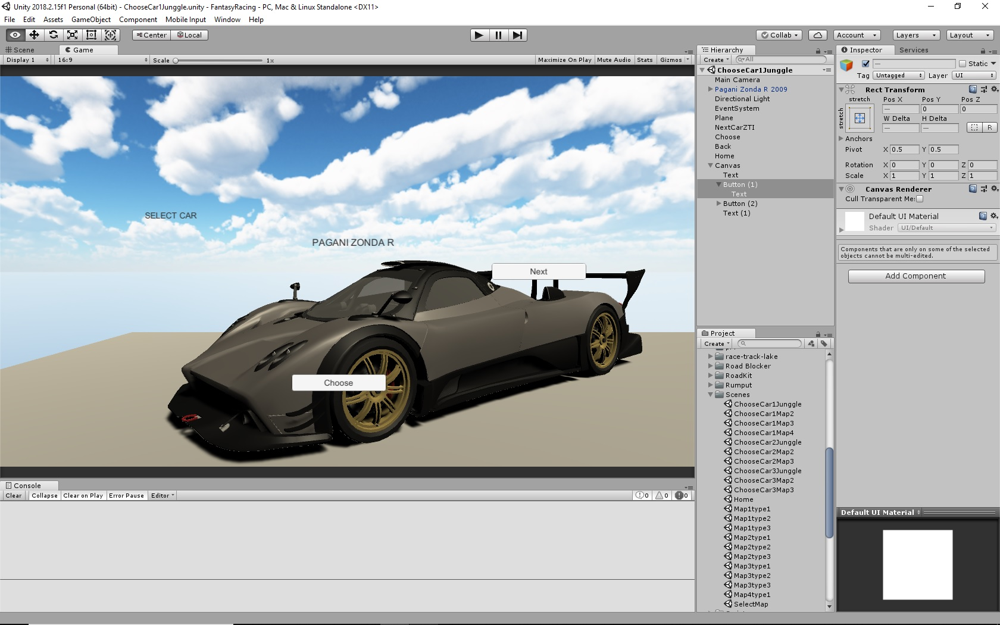 Unity 2018.2.15f1 Personal (64bit) - ChooseCar1Junggle.unity - FantasyRacing - PC, Mac & Linux Standalone <DX11>
File Edit Assets GameObject Component Mobile Input Window Help
Center Local
Collab Account Layers Layout
Scene Game
Display 1 16:9 Scale 1x Maximize On Play Mute Audio Stats Gizmos
SELECT CAR
PAGANI ZONDA R
Next
Choose
Console
Clear Collapse Clear on Play Error Pause Editor 0 0 0
Hierarchy
Create All
ChooseCar1Junggle
Main Camera
Pagani Zonda R 2009
Directional Light
EventSystem
Plane
NextCarZTI
Choose
Back
Home
Canvas
Text
Button (1)
Text
Button (2)
Text (1)
Project
Create
race-track-lake
Road Blocker
RoadKit
Rumput
Scenes
ChooseCar1Junggle
ChooseCar1Map2
ChooseCar1Map3
ChooseCar1Map4
ChooseCar2Junggle
ChooseCar2Map2
ChooseCar2Map3
ChooseCar3Junggle
ChooseCar3Map2
ChooseCar3Map3
Home
Map1type1
Map1type2
Map1type3
Map2type1
Map2type2
Map2type3
Map3type1
Map3type2
Map3type3
Map4type1
SelectMap
Inspector Services
— Static
Tag Untagged Layer UI
Rect Transform
stretch Pos X Pos Y Pos Z
stretch — 0 0
W Delta H Delta
— — R
Anchors
Pivot X 0.5 Y 0.5
Rotation X 0 Y 0 Z 0
Scale X 1 Y 1 Z 1
Canvas Renderer
Cull Transparent Me
Default UI Material
Shader UI/Default
Components that are only on some of the selected
objects cannot be multi-edited.
Add Component
Default UI Material